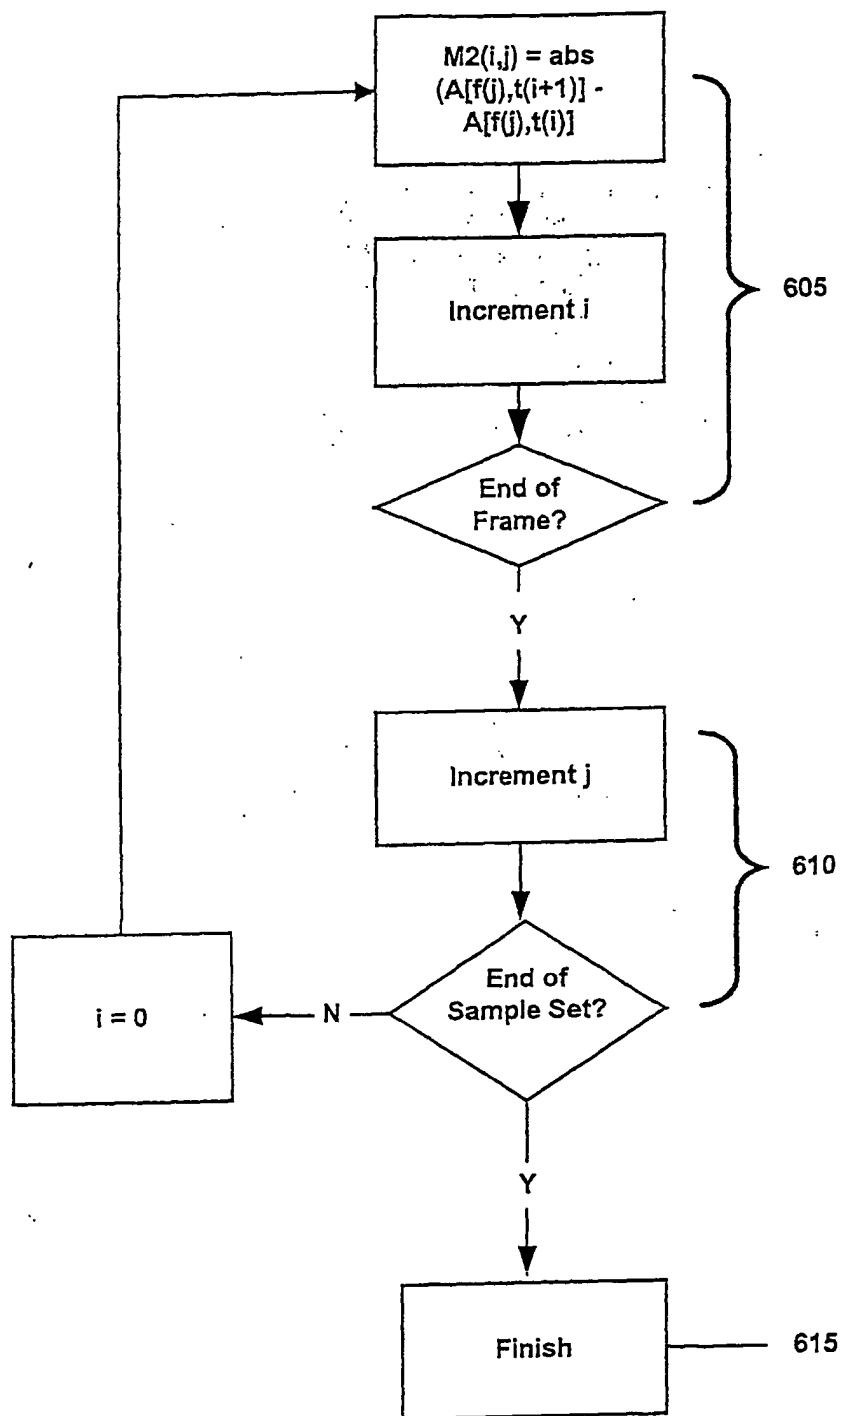 M2(i,j) = abs
(A[f(j),t(i+1)] -
A[f(j),t(i)]
605
Increment i
End of
Frame?
Y
Increment j
610
End of
Sample Set?
N
i = 0
Y
Finish
615